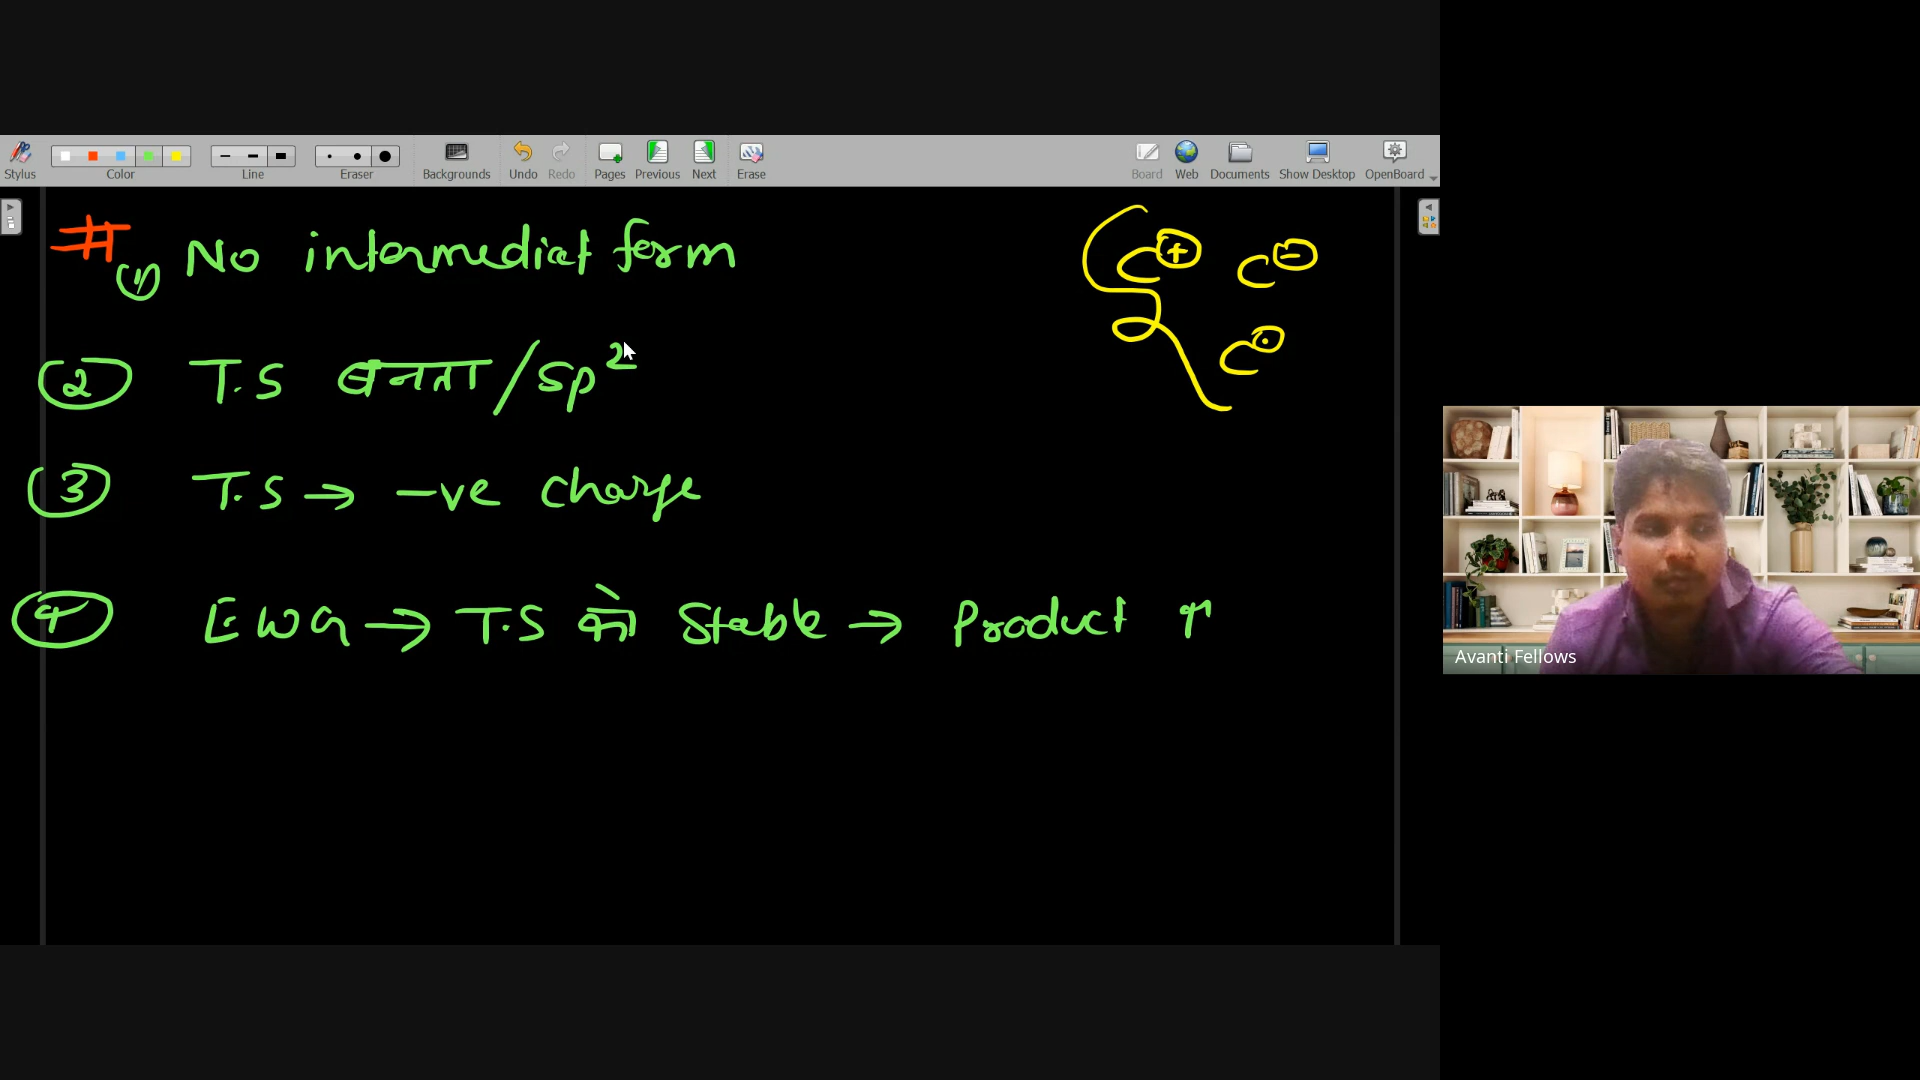 Stylus Color Line Eraser Backgrounds Undo Redo Pages Previous Next Erase Board Web Documents Show Desktop OpenBoard
# (1) No intermediat form
C⊕ C⊖
C⊙
(2) T.S बनता / Sp²
(3) T.S → -ve charge
(4) EWG → T.S को Stable → Product ↑
Avanti Fellows